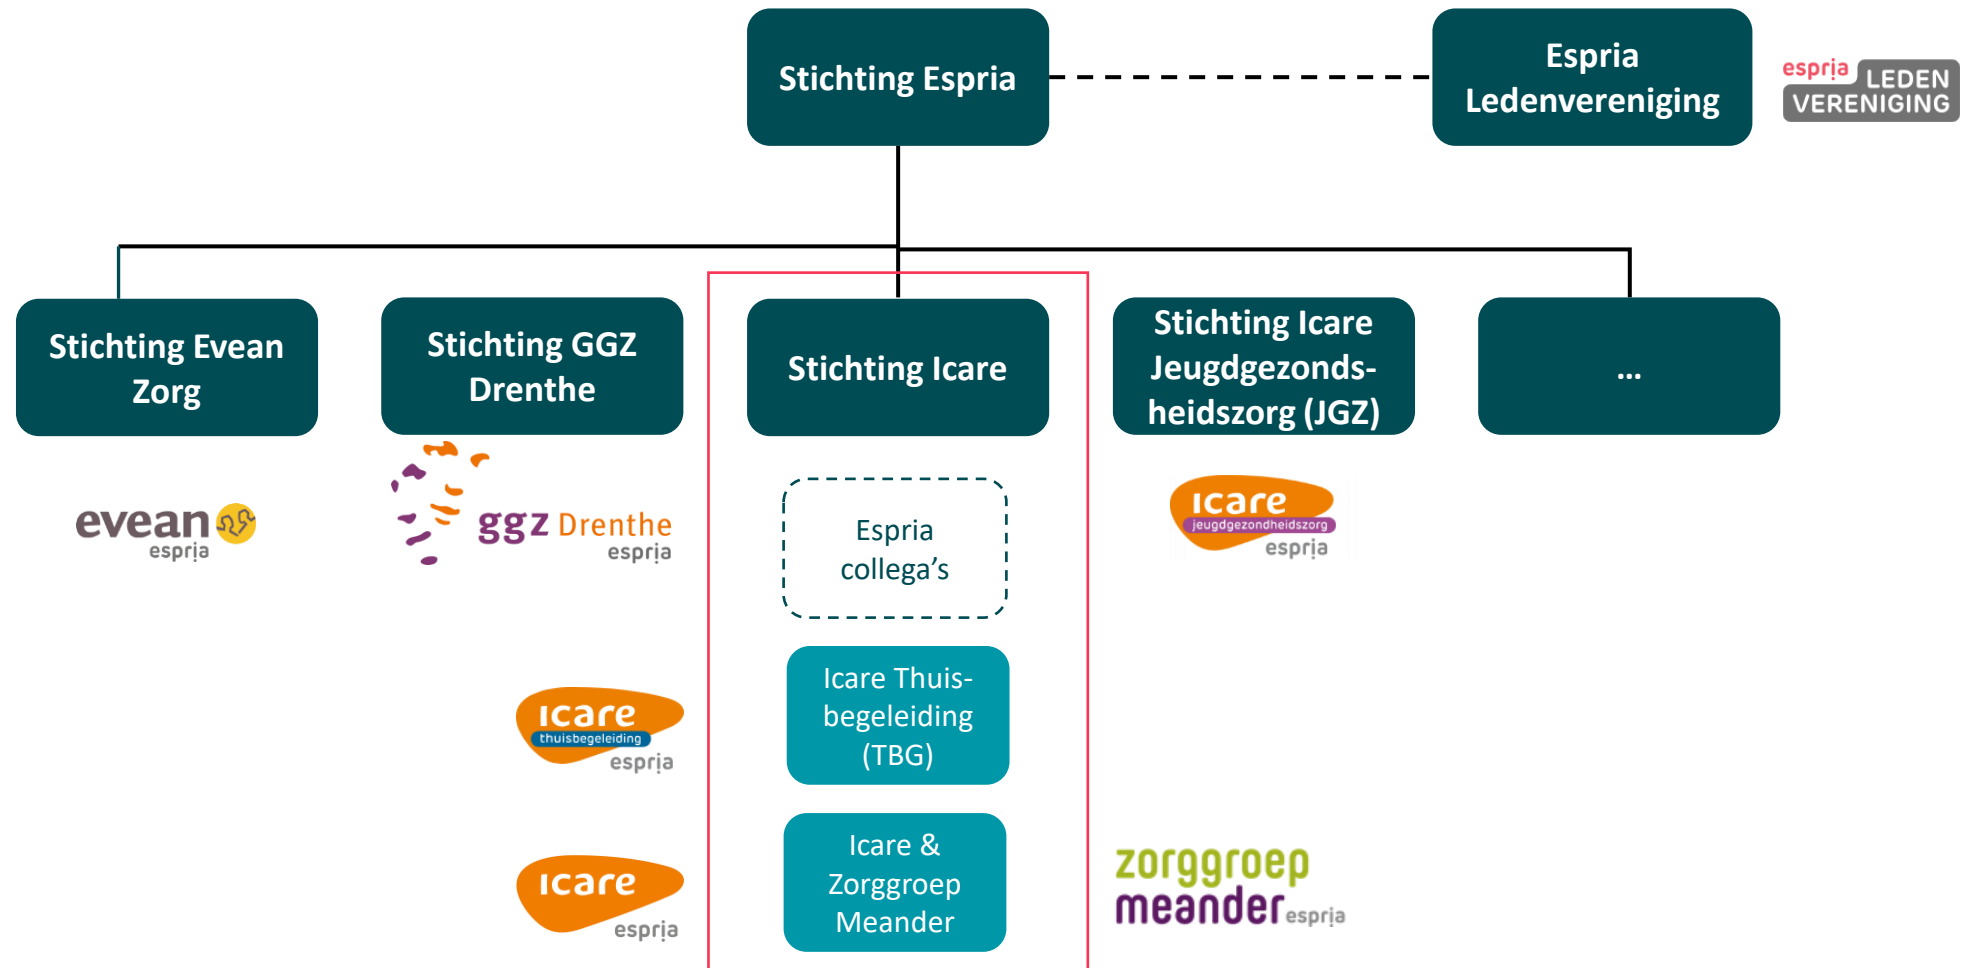 Stichting Espria
Espria
Ledenvereniging
espria
LEDEN
VERENIGING
Stichting Evean
Zorg
Stichting GGZ
Drenthe
Stichting Icare
Stichting Icare
Jeugdgezonds-
heidszorg (JGZ)
...
evean
espria
ggz Drenthe
espria
Espria
collega's
Icare
jeugdgezondheidszorg
espria
Icare
thuisbegeleiding
espria
Icare Thuis-
begeleiding
(TBG)
Icare
espria
Icare &
Zorggroep
Meander
zorggroep
meander espria